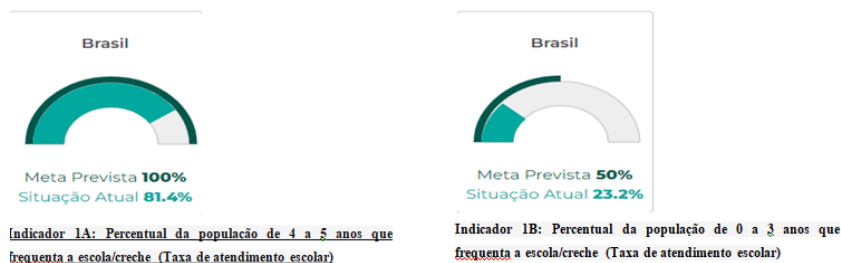 Brasil
Meta Prevista 100%
Situação Atual 81.4%
Indicador 1A: Percentual da população de 4 a 5 anos que
frequenta a escola/creche (Taxa de atendimento escolar)
Brasil
Meta Prevista 50%
Situação Atual 23.2%
Indicador 1B: Percentual da população de 0 a 3 anos que
frequenta a escola/creche (Taxa de atendimento escolar)